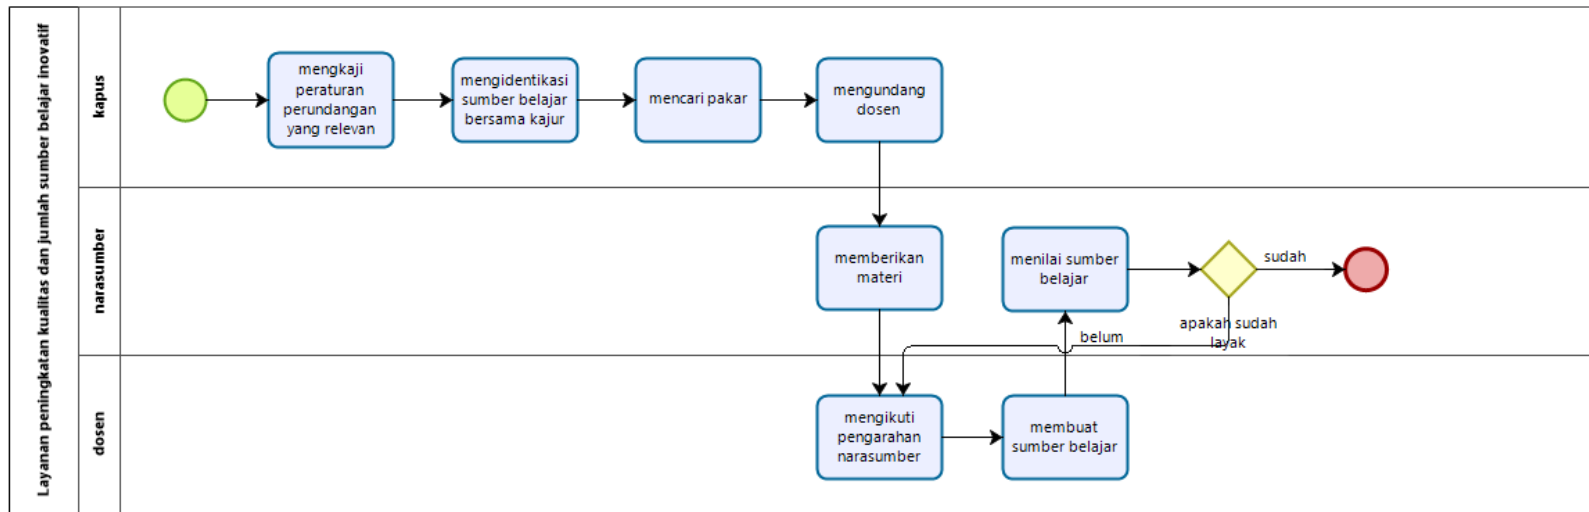 Layanan peningkatan kualitas dan jumlah sumber belajar inovatif
kapus
mengkaji
peraturan
perundangan
yang relevan
mengidentikasi
sumber belajar
bersama kajur
mencari pakar
mengundang
dosen
narasumber
memberikan
materi
menilai sumber
belajar
sudah
apakah sudah
layak
belum
dosen
mengikuti
pengarahan
narasumber
membuat
sumber belajar